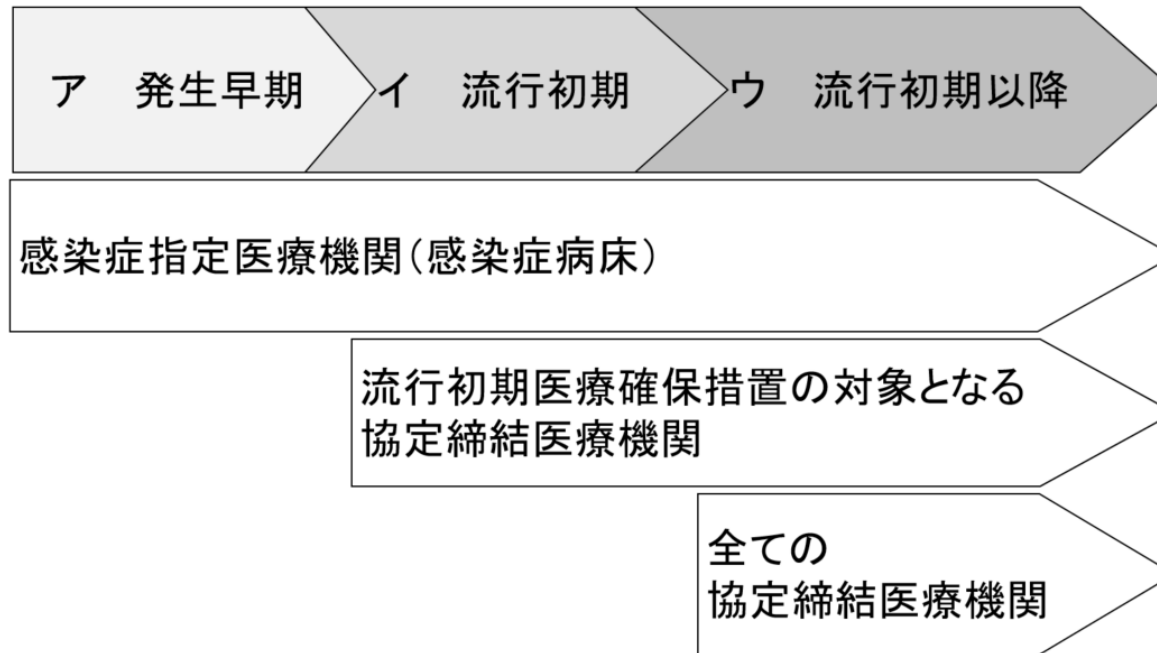 ア　発生早期
イ　流行初期
ウ　流行初期以降
感染症指定医療機関（感染症病床）
流行初期医療確保措置の対象となる
協定締結医療機関
全ての
協定締結医療機関